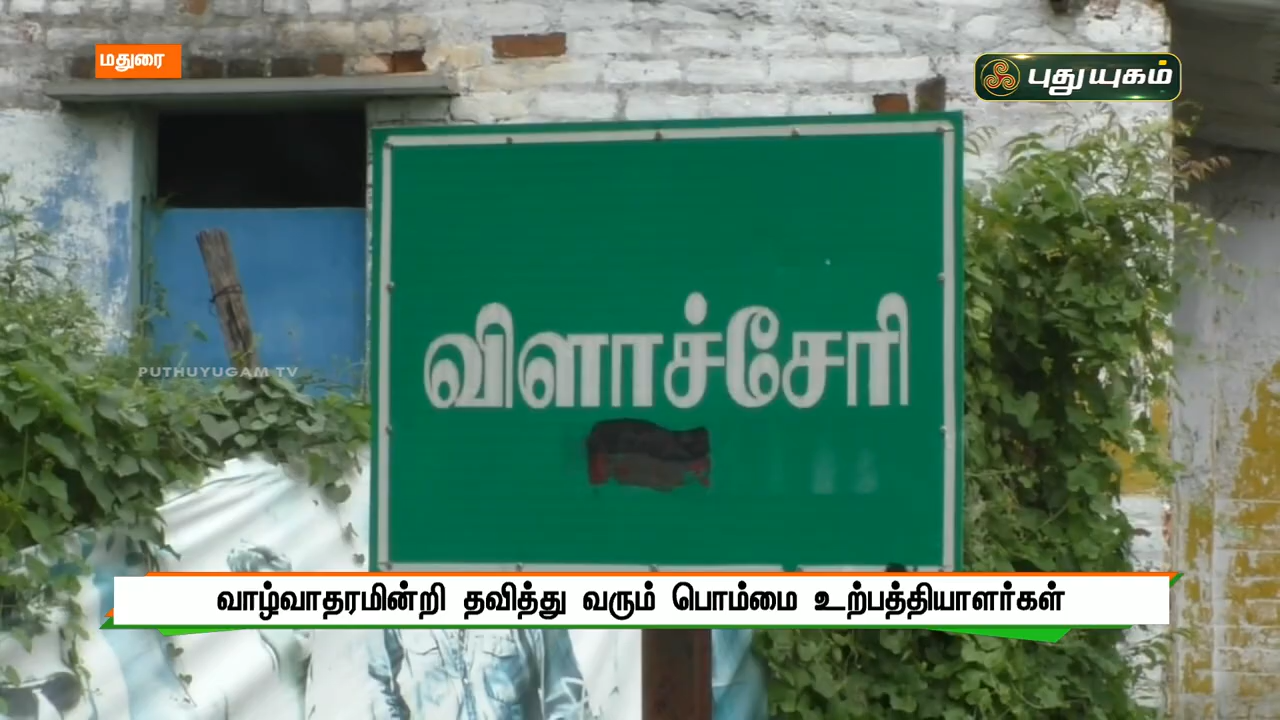 மதுரை
புதுயுகம்
PUTHUYUGAM TV
விளாச்சேரி
வாழ்வாதரமின்றி தவித்து வரும் பொம்மை உற்பத்தியாளர்கள்